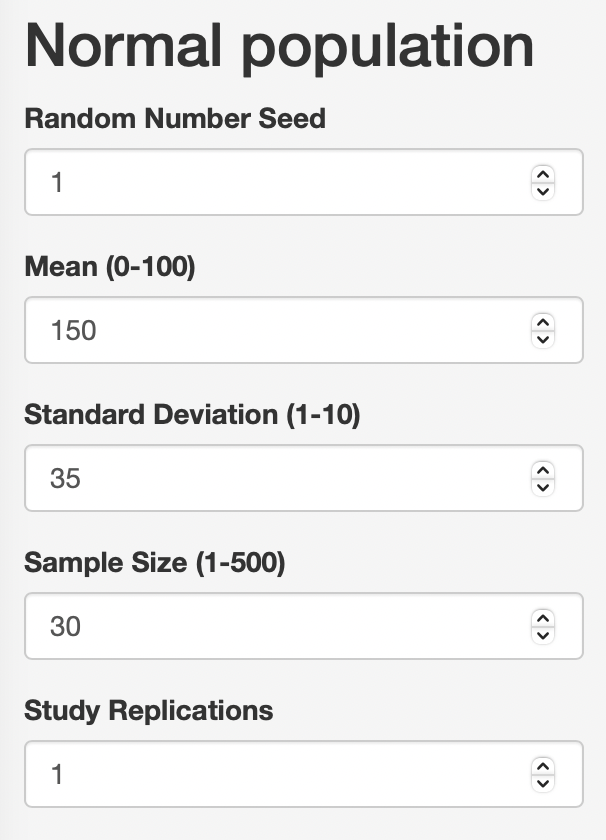 Normal population
Random Number Seed
1
Mean (0-100)
150
Standard Deviation (1-10)
35
Sample Size (1-500)
30
Study Replications
1